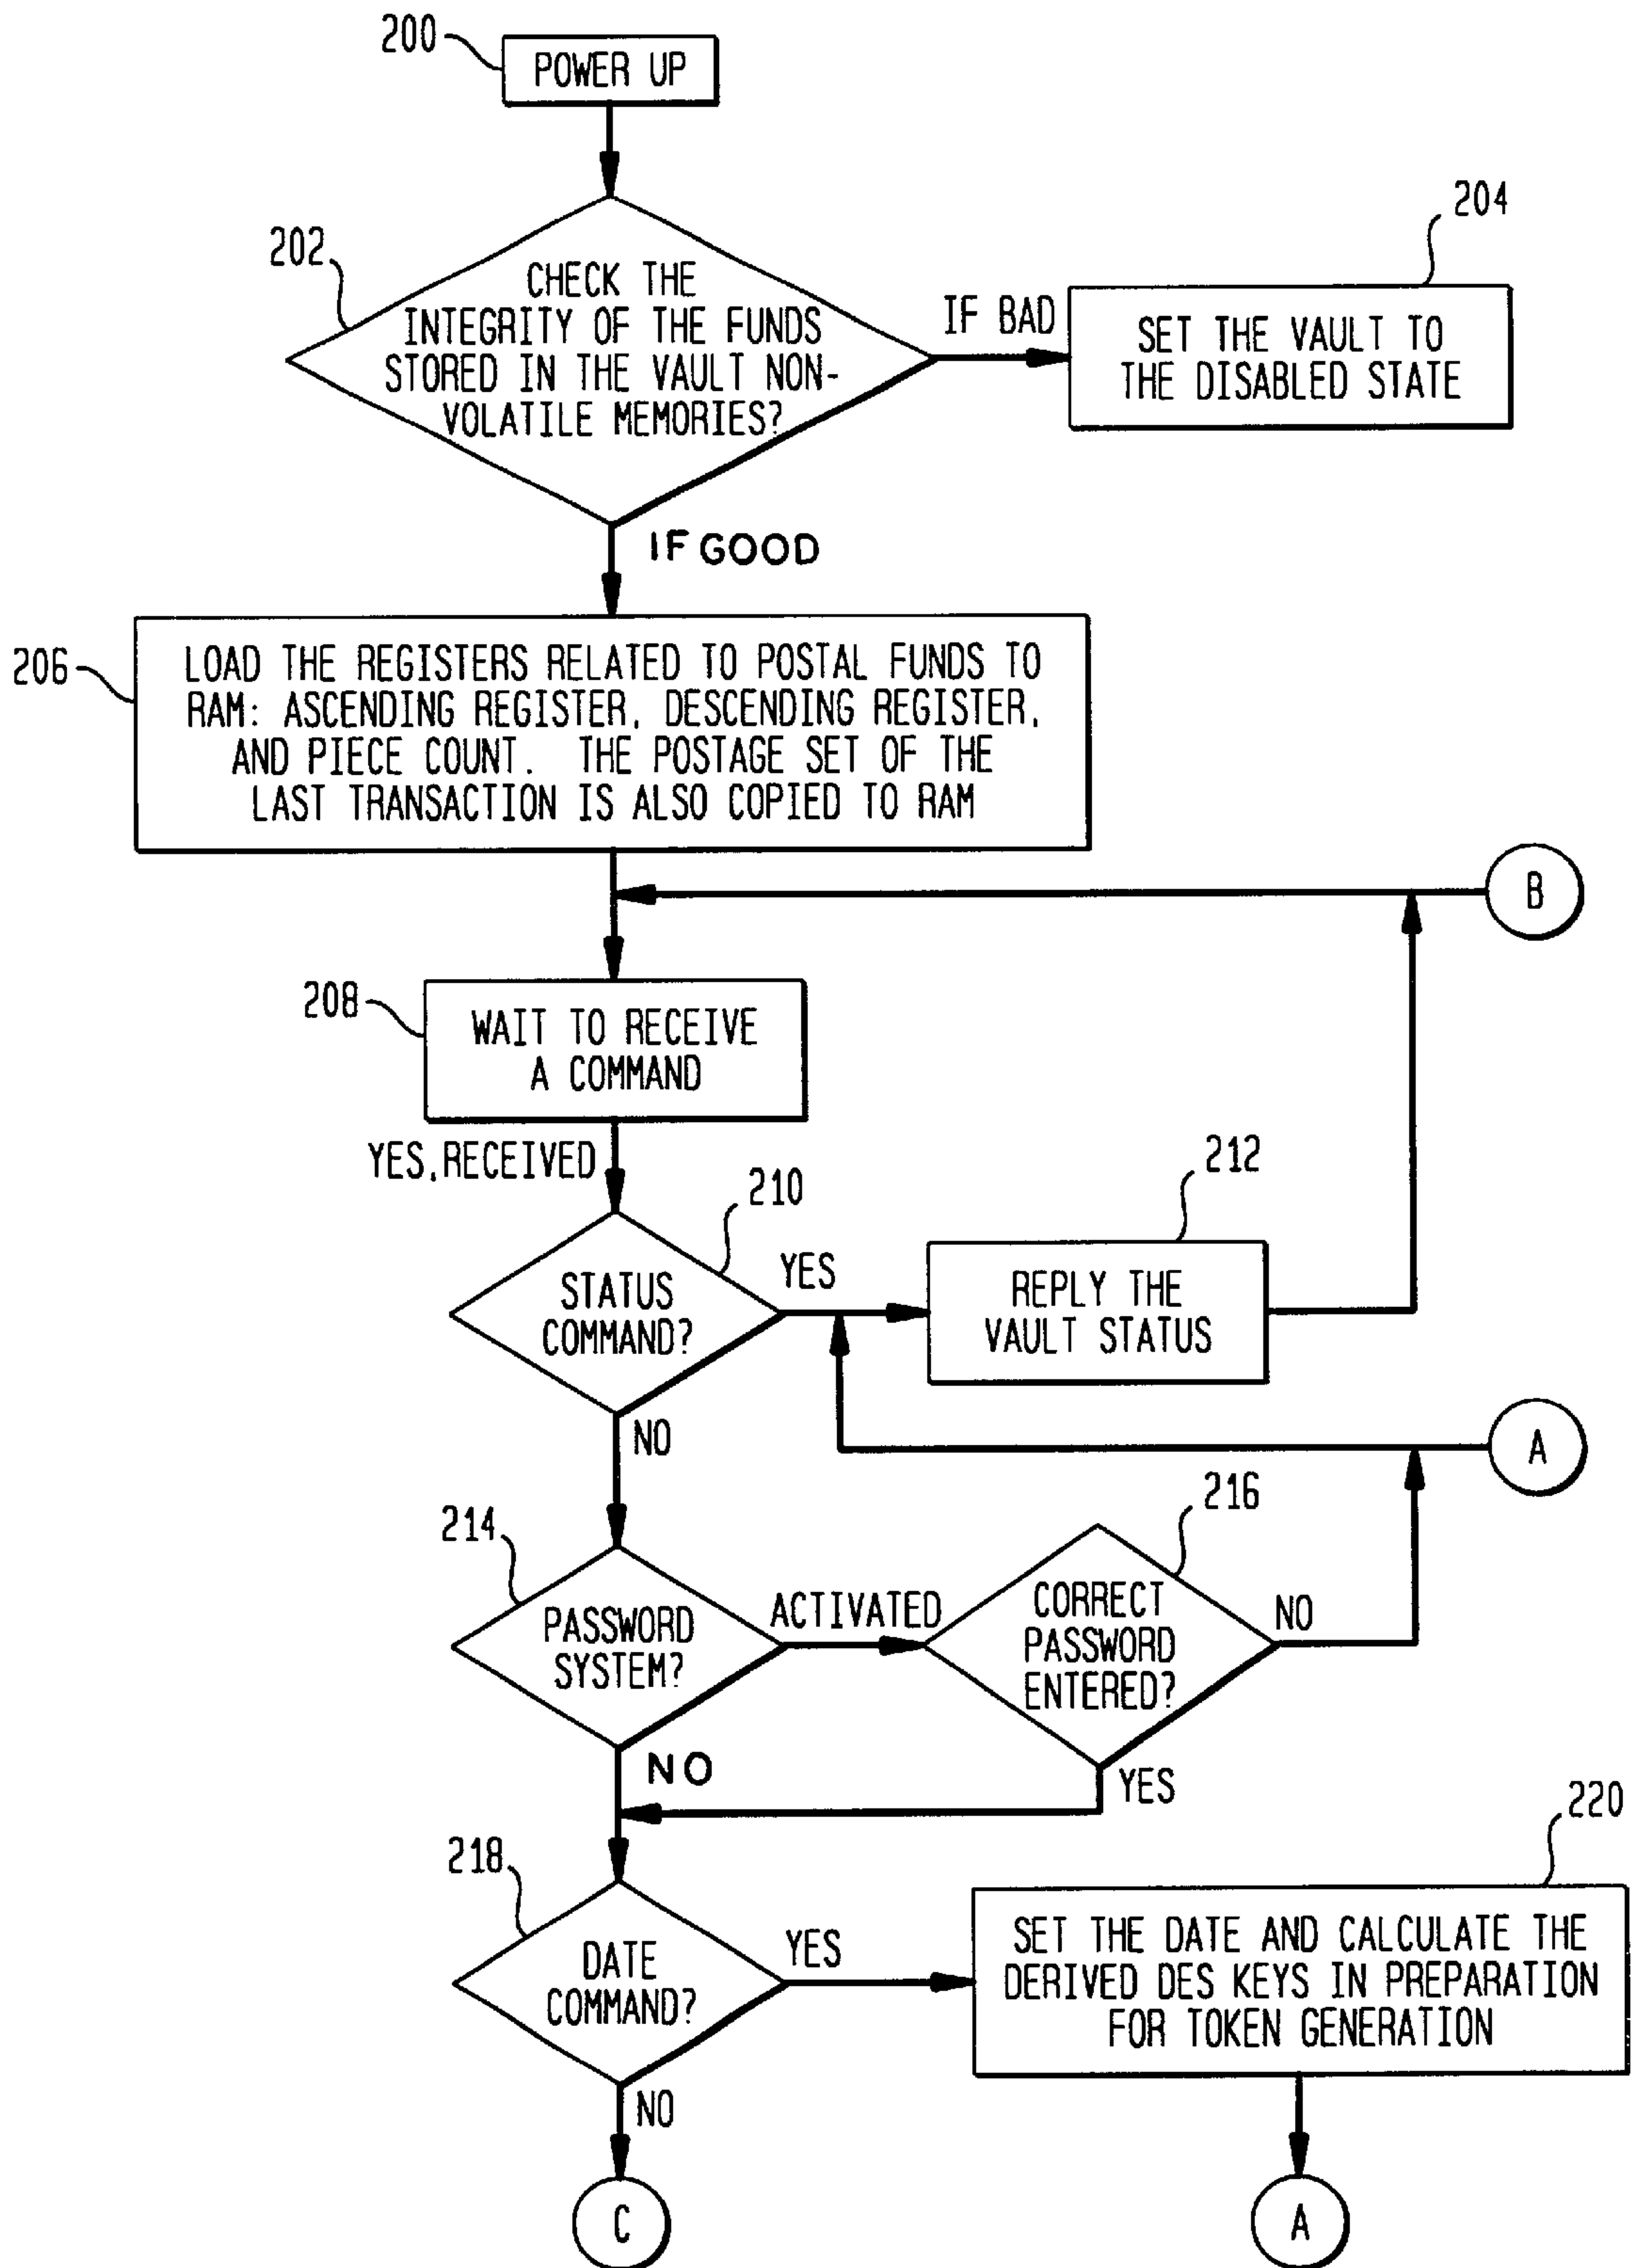 200
POWER UP
202
CHECK THE
INTEGRITY OF THE FUNDS
STORED IN THE VAULT NON-
VOLATILE MEMORIES?
IF BAD
204
SET THE VAULT TO
THE DISABLED STATE
IF GOOD
206
LOAD THE REGISTERS RELATED TO POSTAL FUNDS TO
RAM: ASCENDING REGISTER, DESCENDING REGISTER,
AND PIECE COUNT. THE POSTAGE SET OF THE
LAST TRANSACTION IS ALSO COPIED TO RAM
B
208
WAIT TO RECEIVE
A COMMAND
YES,RECEIVED
210
STATUS
COMMAND?
YES
212
REPLY THE
VAULT STATUS
NO
A
214
PASSWORD
SYSTEM?
ACTIVATED
216
CORRECT
PASSWORD
ENTERED?
NO
NO
YES
218
DATE
COMMAND?
YES
220
SET THE DATE AND CALCULATE THE
DERIVED DES KEYS IN PREPARATION
FOR TOKEN GENERATION
NO
C
A